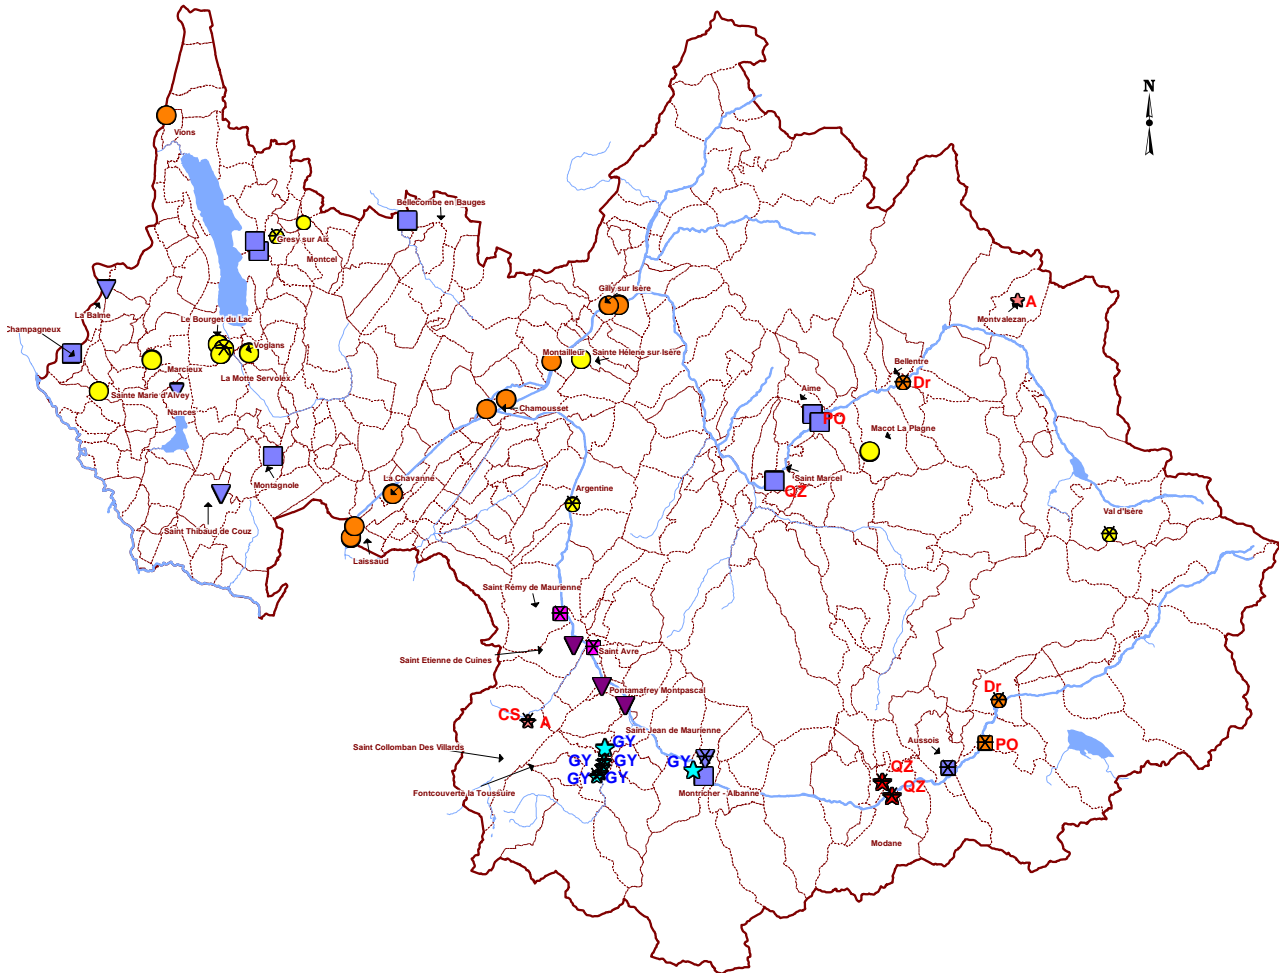 N
Vions
Bellecombe en Bauges
Gresy sur Aix
Montcel
Gilly sur Isère
A
Montvalezan
La Balme
Le Bourget du Lac
Champagneux
Voglans
Montailleur
Sainte Hélene sur Isère
Marcieux
La Motte Servolex
Bellentre
Dr
Sainte Marie d'Alvey
Aime
Nances
Chamousset
PO
Macot La Plagne
La Chavanne
Saint Marcel
Montagnole
QZ
Argentine
Val d'Isère
Saint Thibaud de Couz
Laissaud
Saint Rémy de Maurienne
Saint Avre
Saint Etienne de Cuines
Dr
Pontamafrey Montpascal
CS
A
Saint Jean de Maurienne
GY
Saint Collomban Des Villards
Aussois
PO
GY
GY
GY
QZ
GY
GY
QZ
Fontcouverte la Toussuire
Montricher - Albanne
Modane